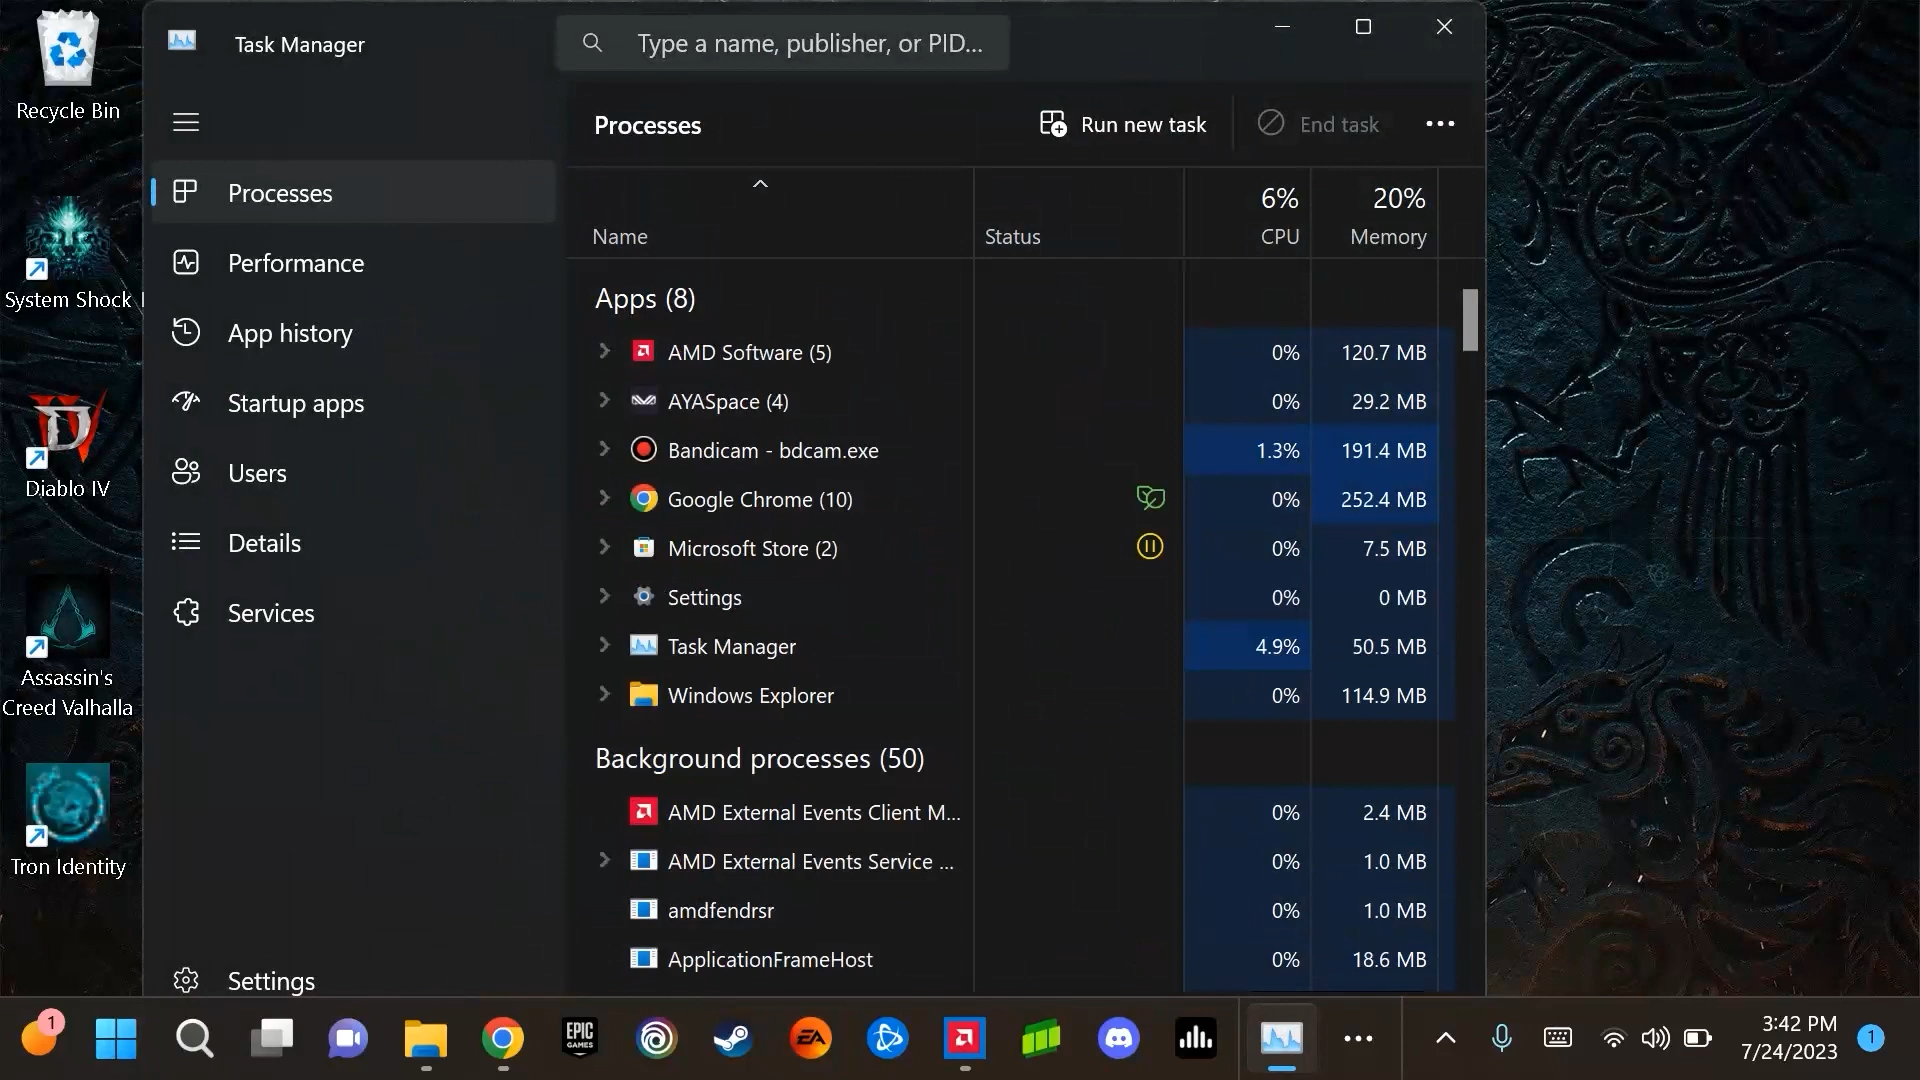 Recycle Bin
System Shock
Diablo IV
Assassin's
Creed Valhalla
Tron Identity
Task Manager
Type a name, publisher, or PID...
Processes
Performance
App history
Startup apps
Users
Details
Services
Settings
Processes
Run new task
End task
Name
Status
6%
CPU
20%
Memory
Apps (8)
AMD Software (5) 0% 120.7 MB
AYASpace (4) 0% 29.2 MB
Bandicam - bdcam.exe 1.3% 191.4 MB
Google Chrome (10) 0% 252.4 MB
Microsoft Store (2) 0% 7.5 MB
Settings 0% 0 MB
Task Manager 4.9% 50.5 MB
Windows Explorer 0% 114.9 MB
Background processes (50)
AMD External Events Client M... 0% 2.4 MB
AMD External Events Service ... 0% 1.0 MB
amdfendrsr 0% 1.0 MB
ApplicationFrameHost 0% 18.6 MB
1
EPIC
GAMES
EA
3:42 PM
7/24/2023
1